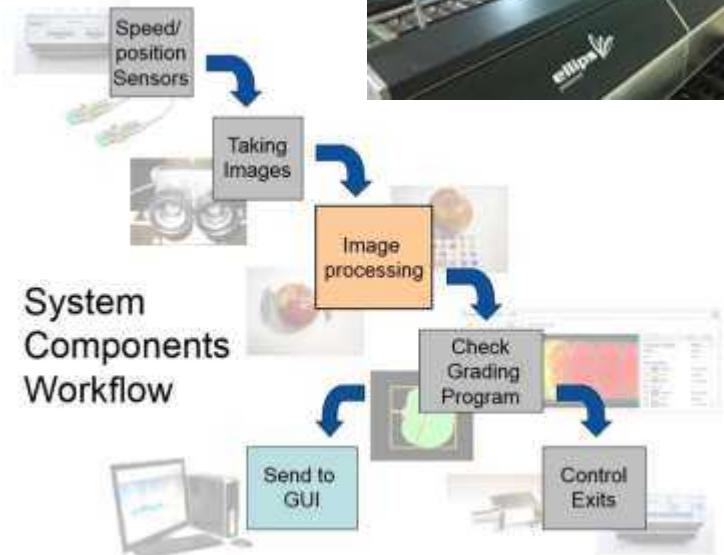 Speed/
position
Sensors
ellips
Taking
Images
Image
processing
System
Components
Workflow
Check
Grading
Program
Send to
GUI
Control
Exits